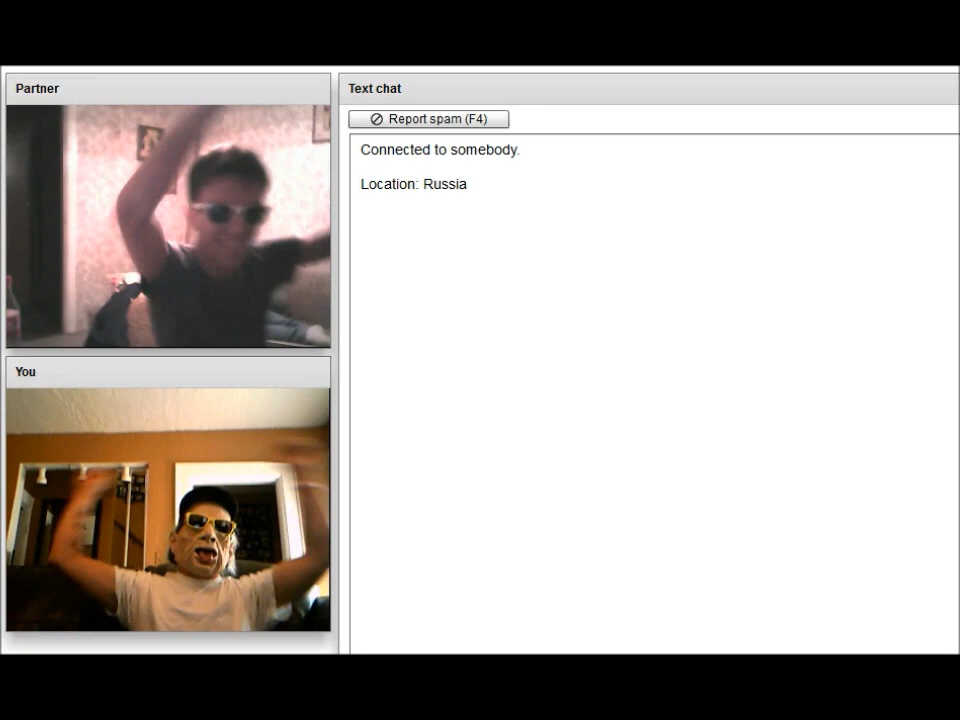 Partner
Text chat
Report spam (F4)
Connected to somebody.
Location: Russia
You